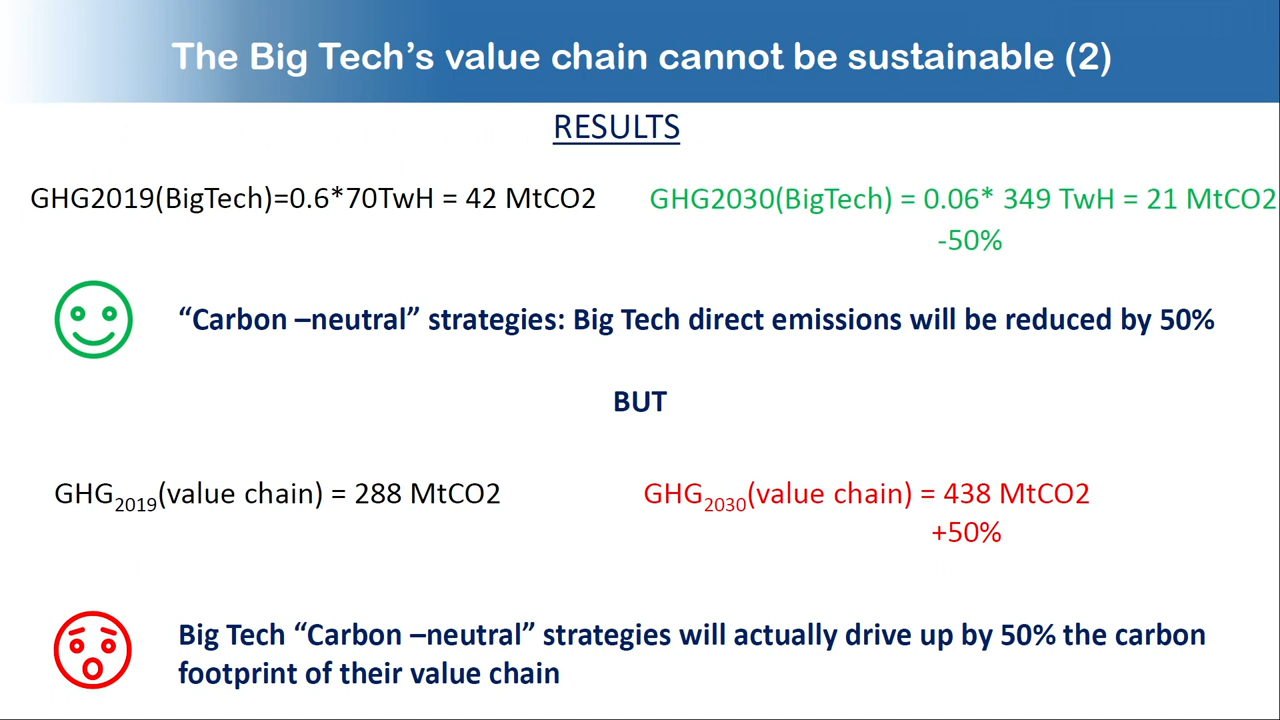 The Big Tech’s value chain cannot be sustainable (2)
RESULTS
GHG2019(BigTech)=0.6*70TwH = 42 MtCO2
GHG2030(BigTech) = 0.06* 349 TwH = 21 MtCO2
-50%
“Carbon –neutral” strategies: Big Tech direct emissions will be reduced by 50%
BUT
GHG2019(value chain) = 288 MtCO2
GHG2030(value chain) = 438 MtCO2
+50%
Big Tech “Carbon –neutral” strategies will actually drive up by 50% the carbon
footprint of their value chain